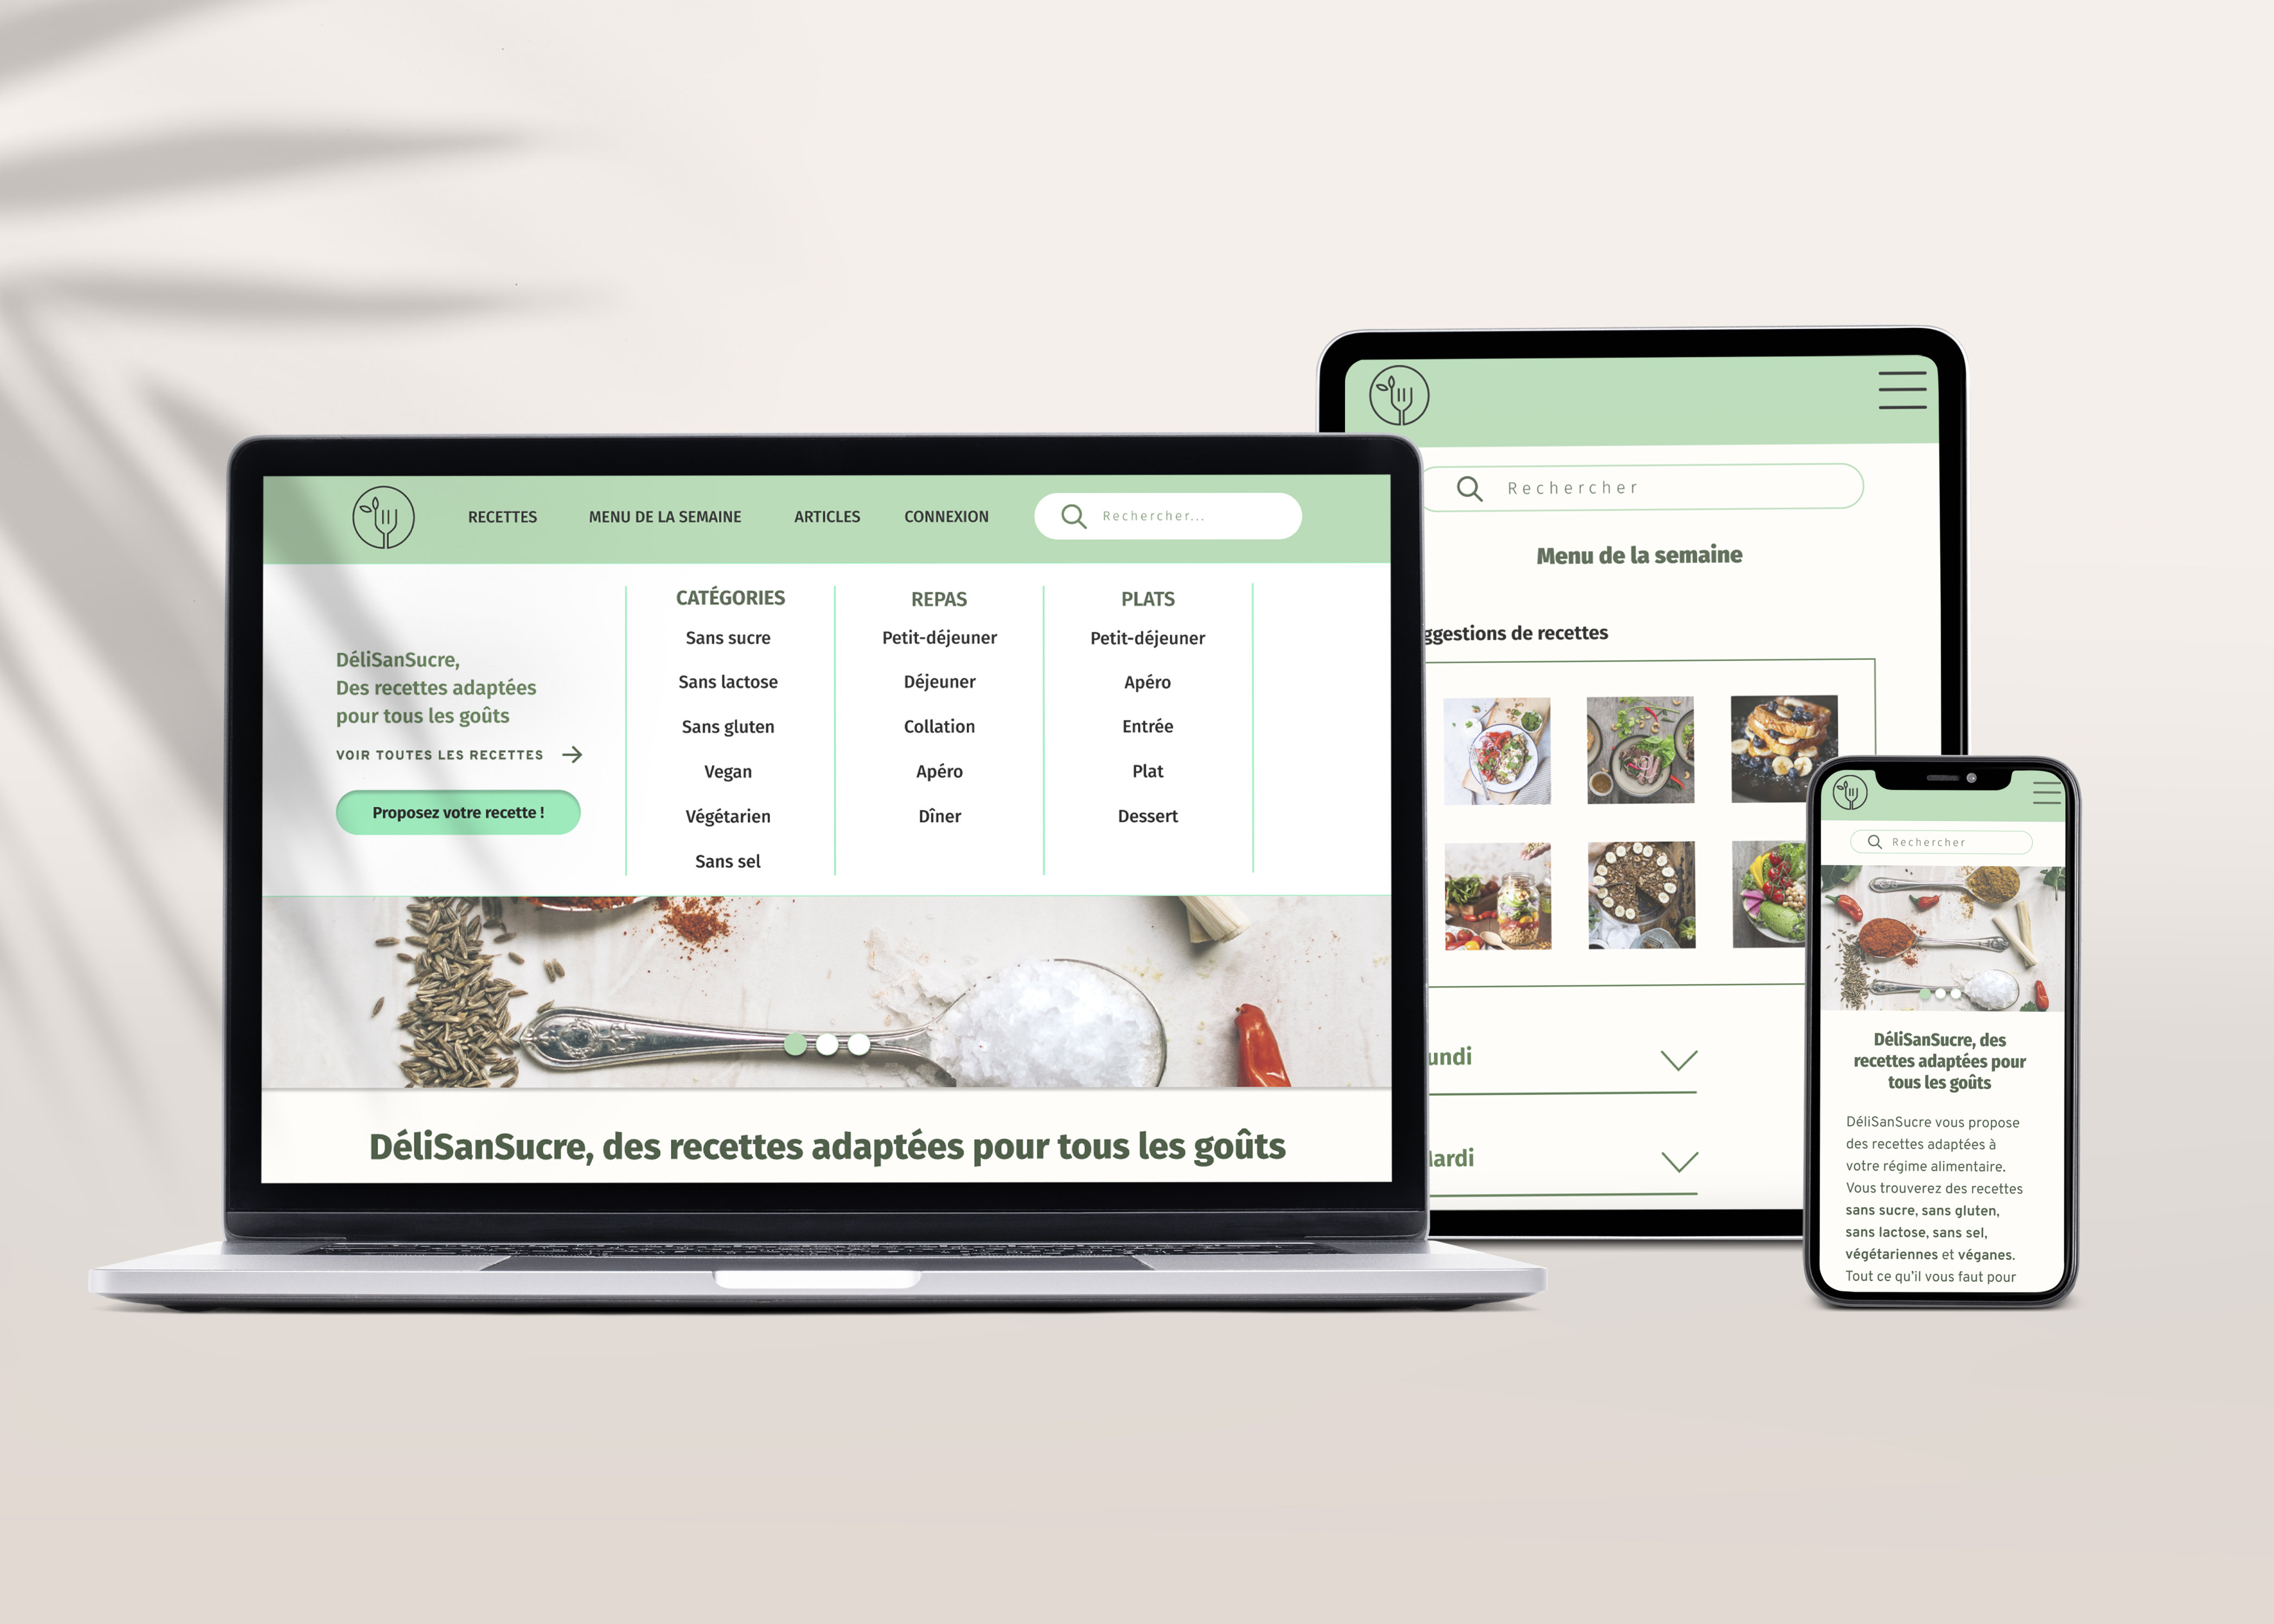 RECETTES MENU DE LA SEMAINE ARTICLES CONNEXION Rechercher...
DéliSanSucre,
Des recettes adaptées
pour tous les goûts
VOIR TOUTES LES RECETTES
Proposez votre recette !
CATÉGORIES
Sans sucre
Sans lactose
Sans gluten
Vegan
Végétarien
Sans sel
REPAS
Petit-déjeuner
Déjeuner
Collation
Apéro
Dîner
PLATS
Petit-déjeuner
Apéro
Entrée
Plat
Dessert
DéliSanSucre, des recettes adaptées pour tous les goûts
Rechercher
Menu de la semaine
ggestions de recettes
undi
ardi
Rechercher
DéliSanSucre, des
recettes adaptées pour
tous les goûts
DéliSanSucre vous propose
des recettes adaptées à
votre régime alimentaire.
Vous trouverez des recettes
sans sucre, sans gluten,
sans lactose, sans sel,
végétariennes et véganes.
Tout ce qu'il vous faut pour